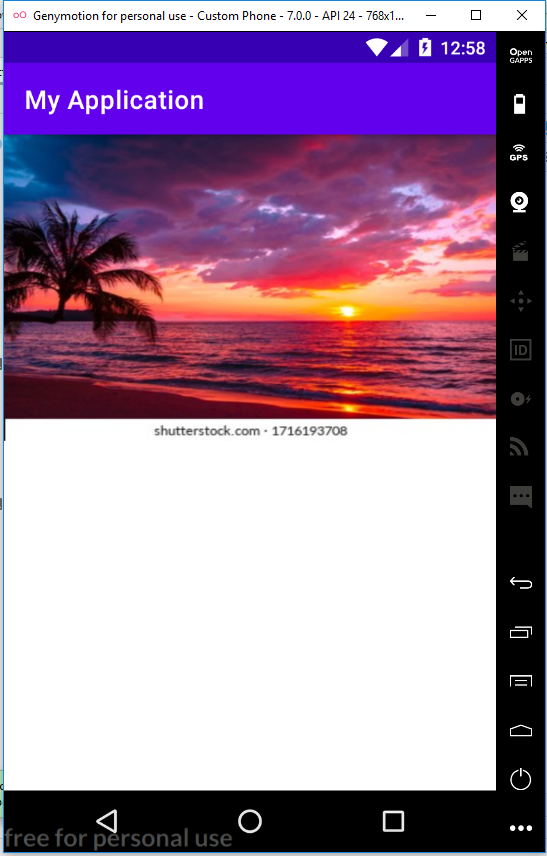 Genymotion for personal use - Custom Phone - 7.0.0 - API 24 - 768x1...
12:58
Open
GAPPS
My Application
GPS
ID
shutterstock.com · 1716193708
free for personal use